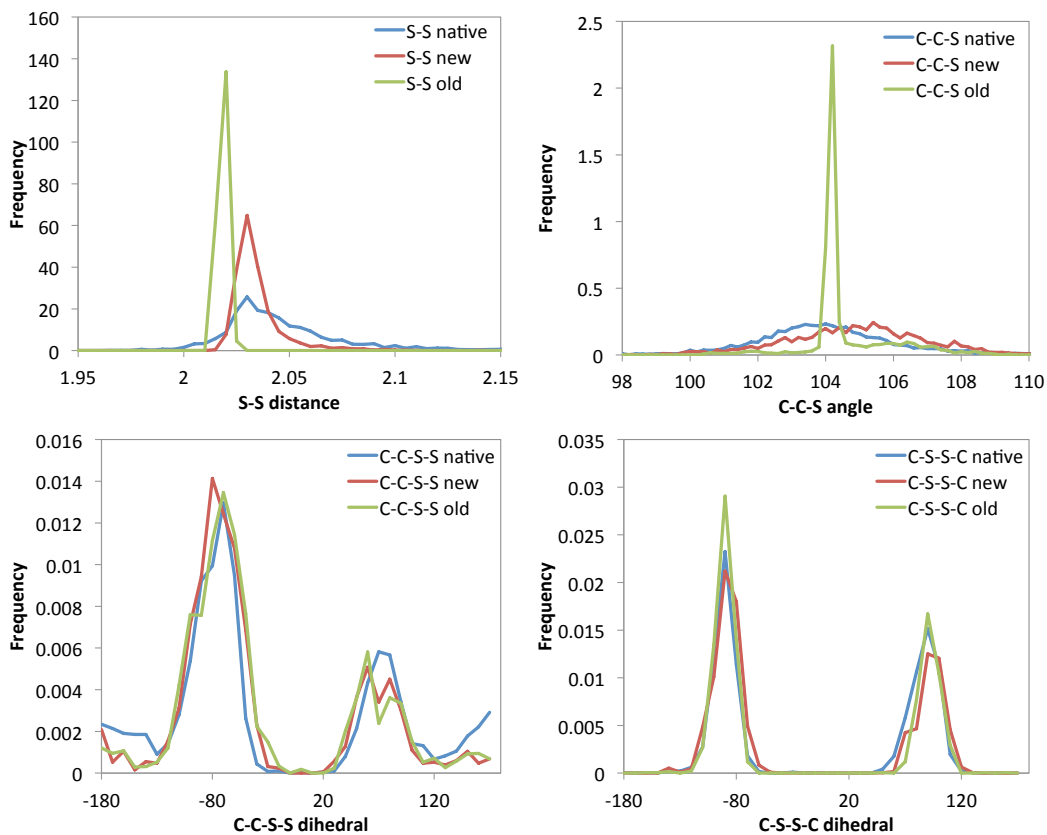 160
140
120
100
80
60
40
20
0
Frequency
1.95
2
2.05
2.1
2.15
S-S distance
S-S native
S-S new
S-S old
2.5
2
1.5
1
0.5
0
Frequency
98
100
102
104
106
108
110
C-C-S angle
C-C-S native
C-C-S new
C-C-S old
0.016
0.014
0.012
0.01
0.008
0.006
0.004
0.002
0
Frequency
-180
-80
20
120
C-C-S-S dihedral
C-C-S-S native
C-C-S-S new
C-C-S-S old
0.035
0.03
0.025
0.02
0.015
0.01
0.005
0
Frequency
-180
-80
20
120
C-S-S-C dihedral
C-S-S-C native
C-S-S-C new
C-S-S-C old